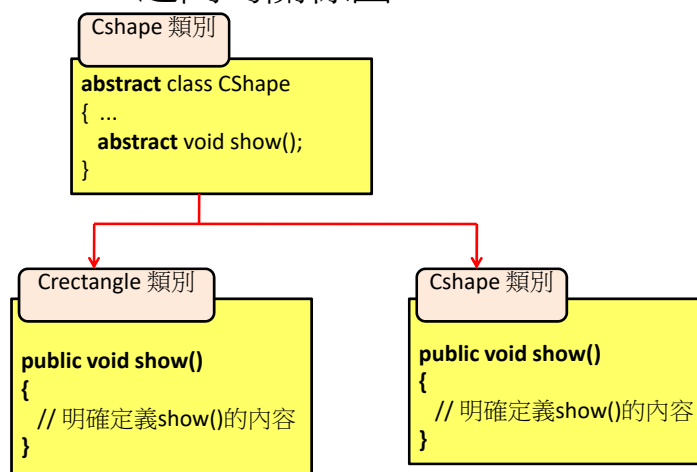 Cshape 類別
abstract class CShape
{ ...
abstract void show();
}
Crectangle 類別
public void show()
{
// 明確定義show()的內容
}
Cshape 類別
public void show()
{
// 明確定義show()的內容
}